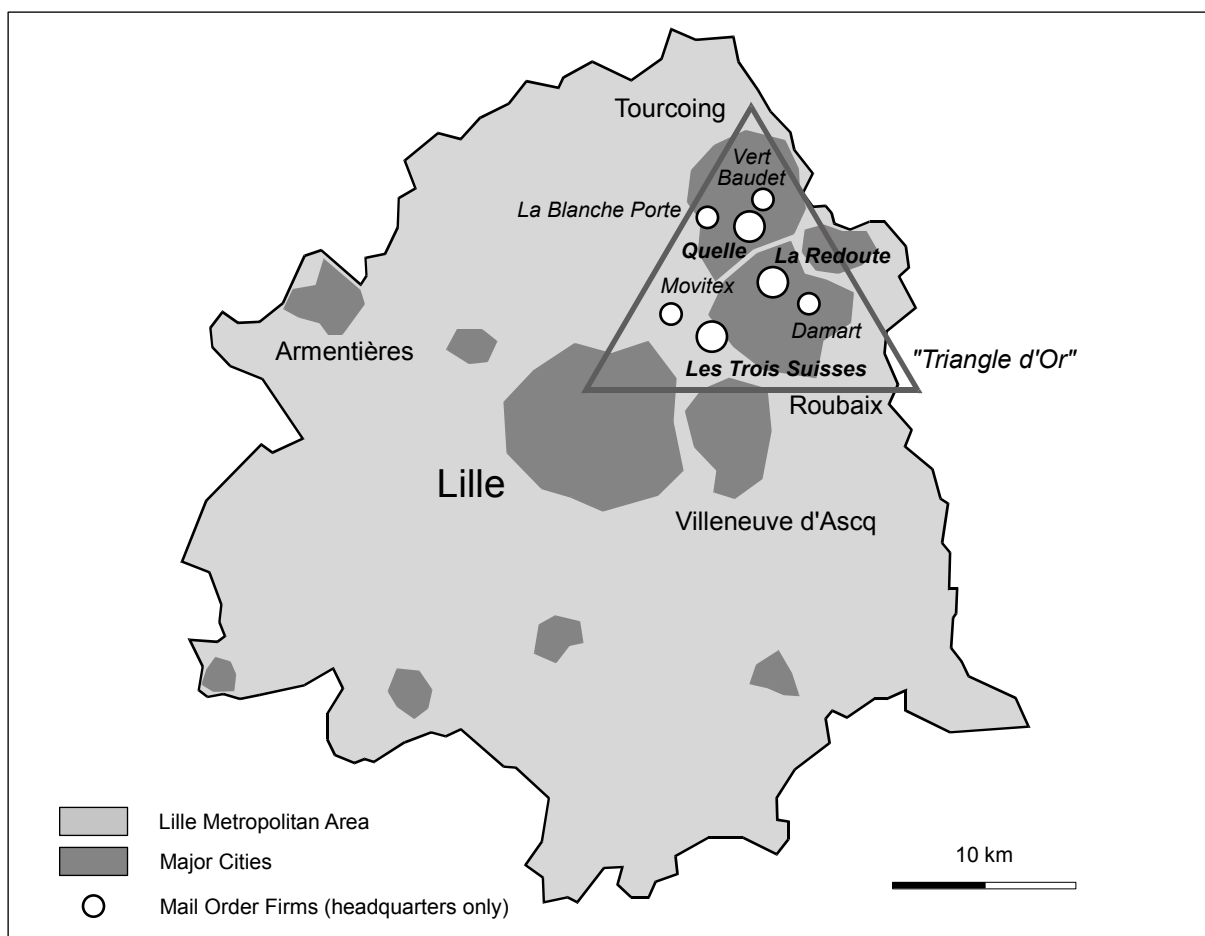 Tourcoing
Vert
Baudet
La Blanche Porte
Quelle
La Redoute
Movitex
Damart
Armentières
Les Trois Suisses
"Triangle d'Or"
Roubaix
Lille
Villeneuve d'Ascq
Lille Metropolitan Area
Major Cities
10 km
Mail Order Firms (headquarters only)